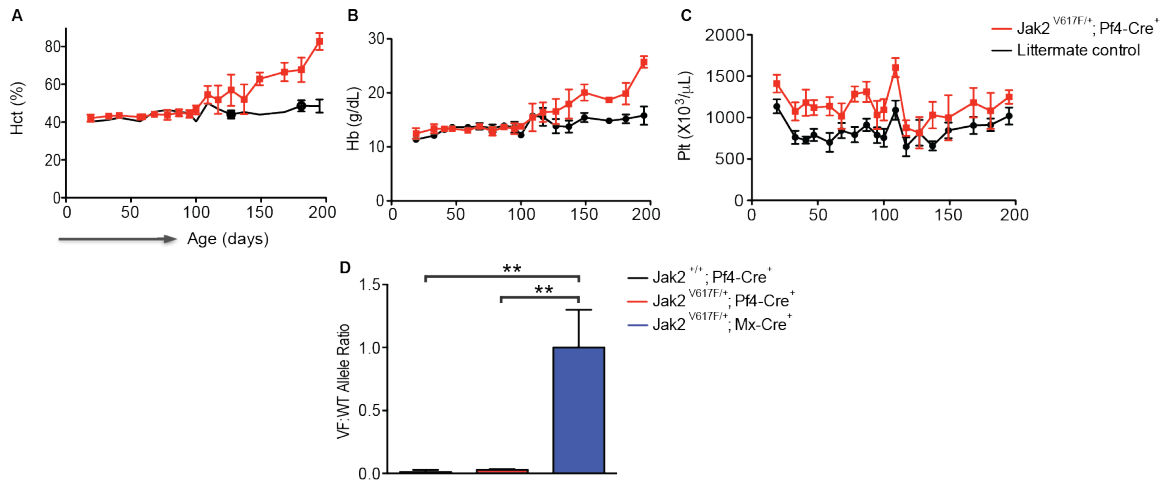 A
B
C
Jak2 V617F/+; Pf4-Cre+
Littermate control
Hct (%)
80
60
40
20
0
0 50 100 150 200
Age (days)
Hb (g/dL)
30
20
10
0
0 50 100 150 200
Plt (X10³/µL)
2000
1500
1000
500
0
0 50 100 150 200
D
VF:WT Allele Ratio
1.5
1.0
0.5
0.0
**
**
Jak2 +/+; Pf4-Cre+
Jak2 V617F/+; Pf4-Cre+
Jak2 V617F/+; Mx-Cre+